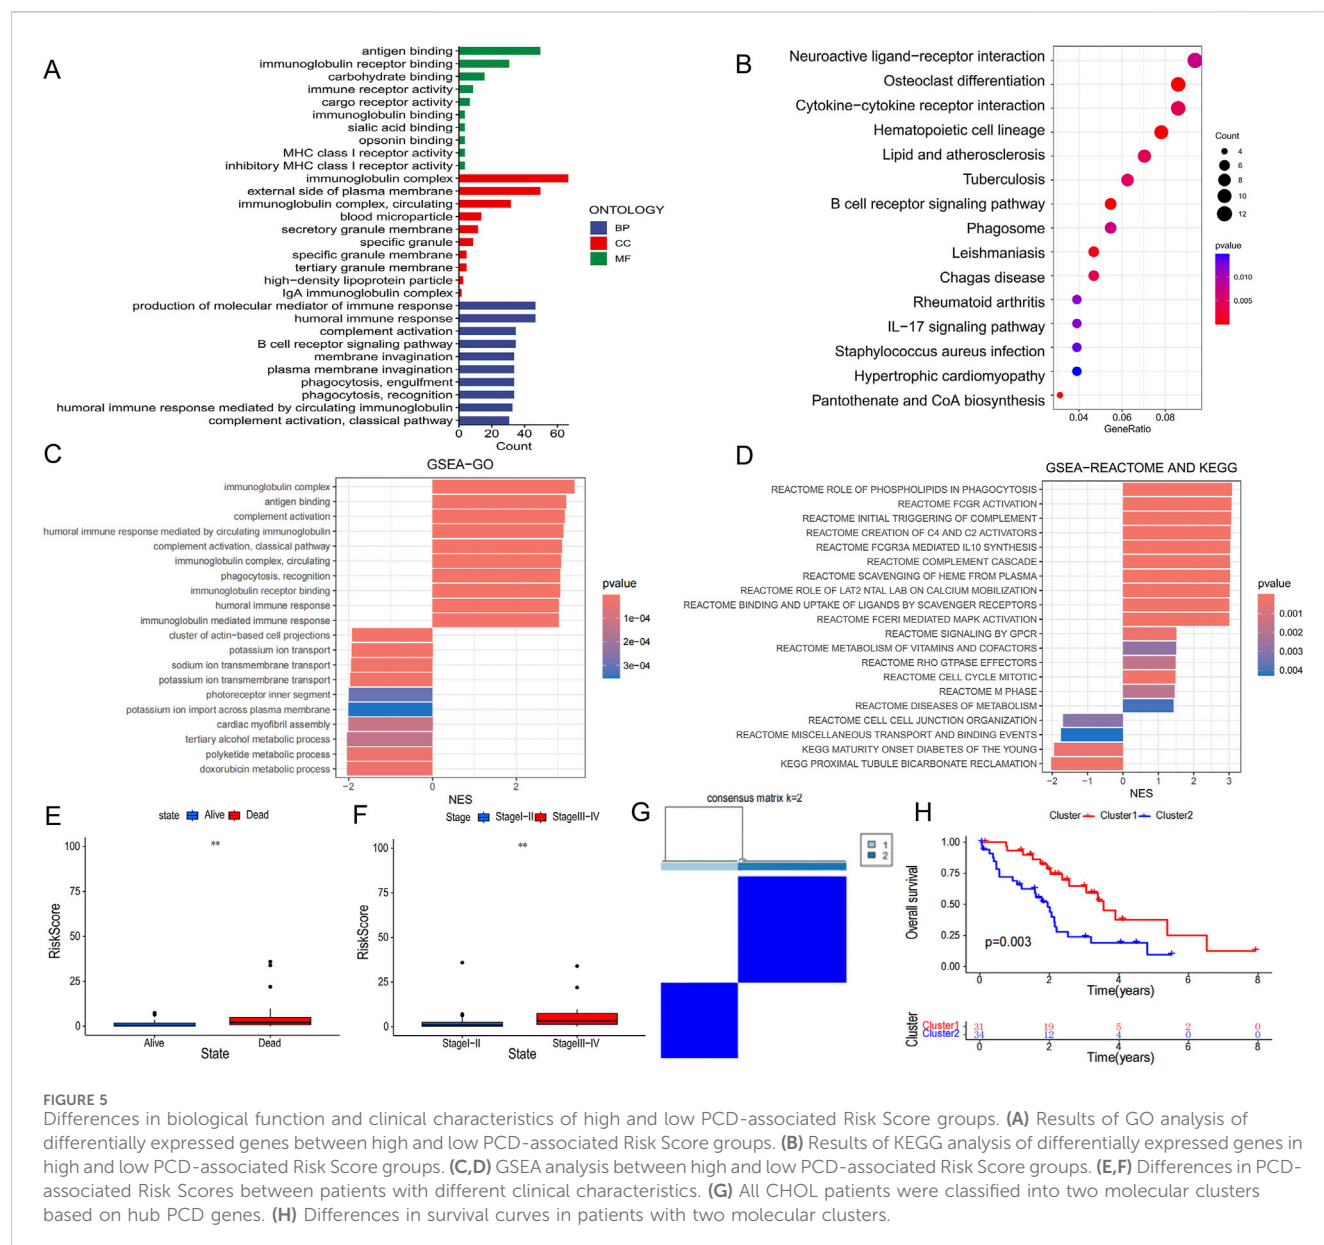 A
antigen binding
immunoglobulin receptor binding
carbohydrate binding
immune receptor activity
cargo receptor activity
immunoglobulin binding
sialic acid binding
opsonin binding
MHC class I receptor activity
inhibitory MHC class I receptor activity
immunoglobulin complex
external side of plasma membrane
immunoglobulin complex, circulating
blood microparticle
secretory granule membrane
specific granule
specific granule membrane
tertiary granule membrane
high−density lipoprotein particle
IgA immunoglobulin complex
production of molecular mediator of immune response
humoral immune response
complement activation
B cell receptor signaling pathway
membrane invagination
plasma membrane invagination
phagocytosis, engulfment
phagocytosis, recognition
humoral immune response mediated by circulating immunoglobulin
complement activation, classical pathway
0 20 40 60
Count
ONTOLOGY
BP
CC
MF
B
Neuroactive ligand−receptor interaction
Osteoclast differentiation
Cytokine−cytokine receptor interaction
Hematopoietic cell lineage
Lipid and atherosclerosis
Tuberculosis
B cell receptor signaling pathway
Phagosome
Leishmaniasis
Chagas disease
Rheumatoid arthritis
IL−17 signaling pathway
Staphylococcus aureus infection
Hypertrophic cardiomyopathy
Pantothenate and CoA biosynthesis
0.04 0.06 0.08
GeneRatio
Count
4
6
8
10
12
pvalue
0.010
0.005
C
GSEA−GO
immunoglobulin complex
antigen binding
complement activation
humoral immune response mediated by circulating immunoglobulin
complement activation, classical pathway
immunoglobulin complex, circulating
phagocytosis, recognition
immunoglobulin receptor binding
humoral immune response
immunoglobulin mediated immune response
cluster of actin-based cell projections
potassium ion transport
sodium ion transmembrane transport
potassium ion transmembrane transport
photoreceptor inner segment
potassium ion import across plasma membrane
cardiac myofibril assembly
tertiary alcohol metabolic process
polyketide metabolic process
doxorubicin metabolic process
−2 0 2
NES
pvalue
1e−04
2e−04
3e−04
D
GSEA−REACTOME AND KEGG
REACTOME ROLE OF PHOSPHOLIPIDS IN PHAGOCYTOSIS
REACTOME FCGR ACTIVATION
REACTOME INITIAL TRIGGERING OF COMPLEMENT
REACTOME CREATION OF C4 AND C2 ACTIVATORS
REACTOME FCGR3A MEDIATED IL10 SYNTHESIS
REACTOME COMPLEMENT CASCADE
REACTOME SCAVENGING OF HEME FROM PLASMA
REACTOME ROLE OF LAT2 NTAL LAB ON CALCIUM MOBILIZATION
REACTOME BINDING AND UPTAKE OF LIGANDS BY SCAVENGER RECEPTORS
REACTOME FCERI MEDIATED MAPK ACTIVATION
REACTOME SIGNALING BY GPCR
REACTOME METABOLISM OF VITAMINS AND COFACTORS
REACTOME RHO GTPASE EFFECTORS
REACTOME CELL CYCLE MITOTIC
REACTOME M PHASE
REACTOME DISEASES OF METABOLISM
REACTOME CELL CELL JUNCTION ORGANIZATION
REACTOME MISCELLANEOUS TRANSPORT AND BINDING EVENTS
KEGG MATURITY ONSET DIABETES OF THE YOUNG
KEGG PROXIMAL TUBULE BICARBONATE RECLAMATION
−2 −1 0 1 2 3
NES
pvalue
0.001
0.002
0.003
0.004
E
state Alive Dead
**
100
75
50
25
0
RiskScore
Alive Dead
State
F
Stage StageI−II StageIII−IV
**
100
75
50
25
0
RiskScore
StageI−II StageIII−IV
State
G
consensus matrix k=2
1
2
H
Cluster Cluster1 Cluster2
1.00
0.75
0.50
0.25
0.00
Overall survival
p=0.003
0 2 4 6 8
Time(years)
Cluster
Cluster1 31 19 5 2 0
Cluster2 34 12 4 0 0
0 2 4 6 8
Time(years)
FIGURE 5
Differences in biological function and clinical characteristics of high and low PCD-associated Risk Score groups. (A) Results of GO analysis of
differentially expressed genes between high and low PCD-associated Risk Score groups. (B) Results of KEGG analysis of differentially expressed genes in
high and low PCD-associated Risk Score groups. (C,D) GSEA analysis between high and low PCD-associated Risk Score groups. (E,F) Differences in PCD-
associated Risk Scores between patients with different clinical characteristics. (G) All CHOL patients were classified into two molecular clusters
based on hub PCD genes. (H) Differences in survival curves in patients with two molecular clusters.